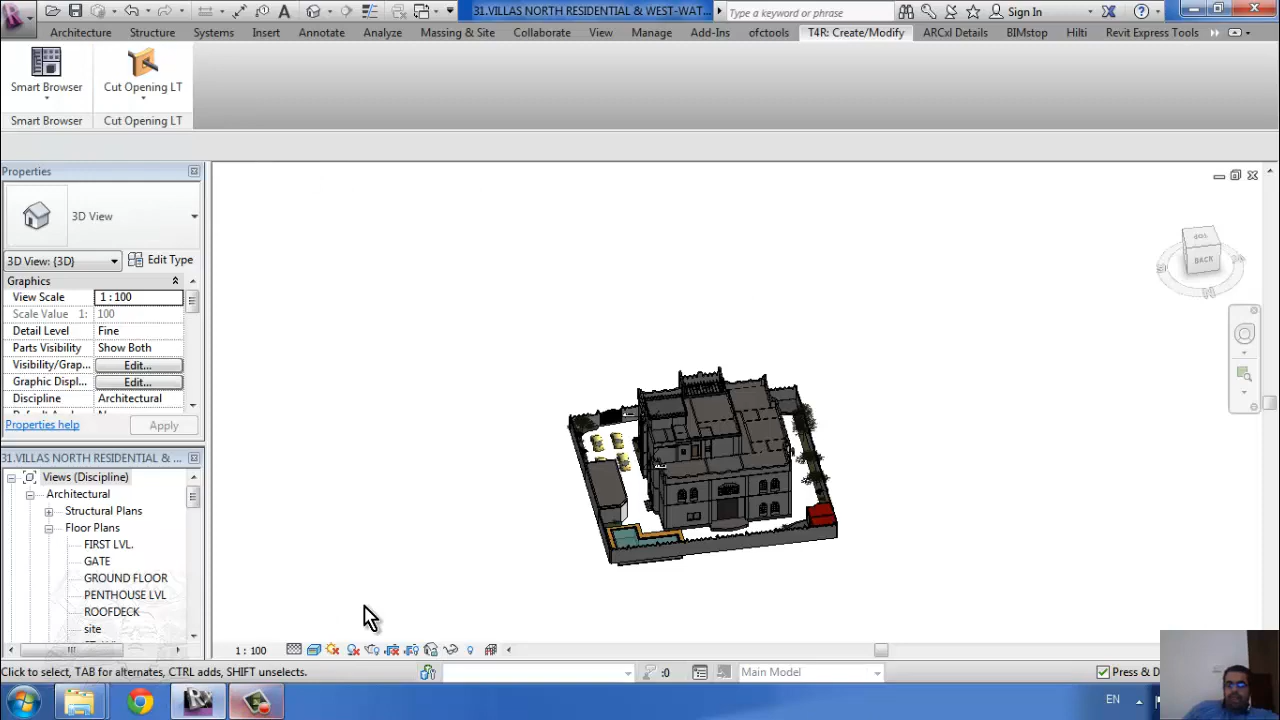 31.VILLAS NORTH RESIDENTIAL & WEST-WAT...
Type a keyword or phrase
Sign In
Architecture Structure Systems Insert Annotate Analyze Massing & Site Collaborate View Manage Add-Ins ofctools T4R: Create/Modify ARCxl Details BIMstop Hilti Revit Express Tools
Smart Browser
Cut Opening LT
Smart Browser
Cut Opening LT
Properties
3D View
3D View: {3D}
Edit Type
Graphics
View Scale 1 : 100
Scale Value 1: 100
Detail Level Fine
Parts Visibility Show Both
Visibility/Grap... Edit...
Graphic Displ... Edit...
Discipline Architectural
Properties help
Apply
31.VILLAS NORTH RESIDENTIAL & ...
Views (Discipline)
Architectural
Structural Plans
Floor Plans
FIRST LVL.
GATE
GROUND FLOOR
PENTHOUSE LVL
ROOFDECK
site
BACK
1 : 100
Click to select, TAB for alternates, CTRL adds, SHIFT unselects.
:0
Main Model
Press & D
EN